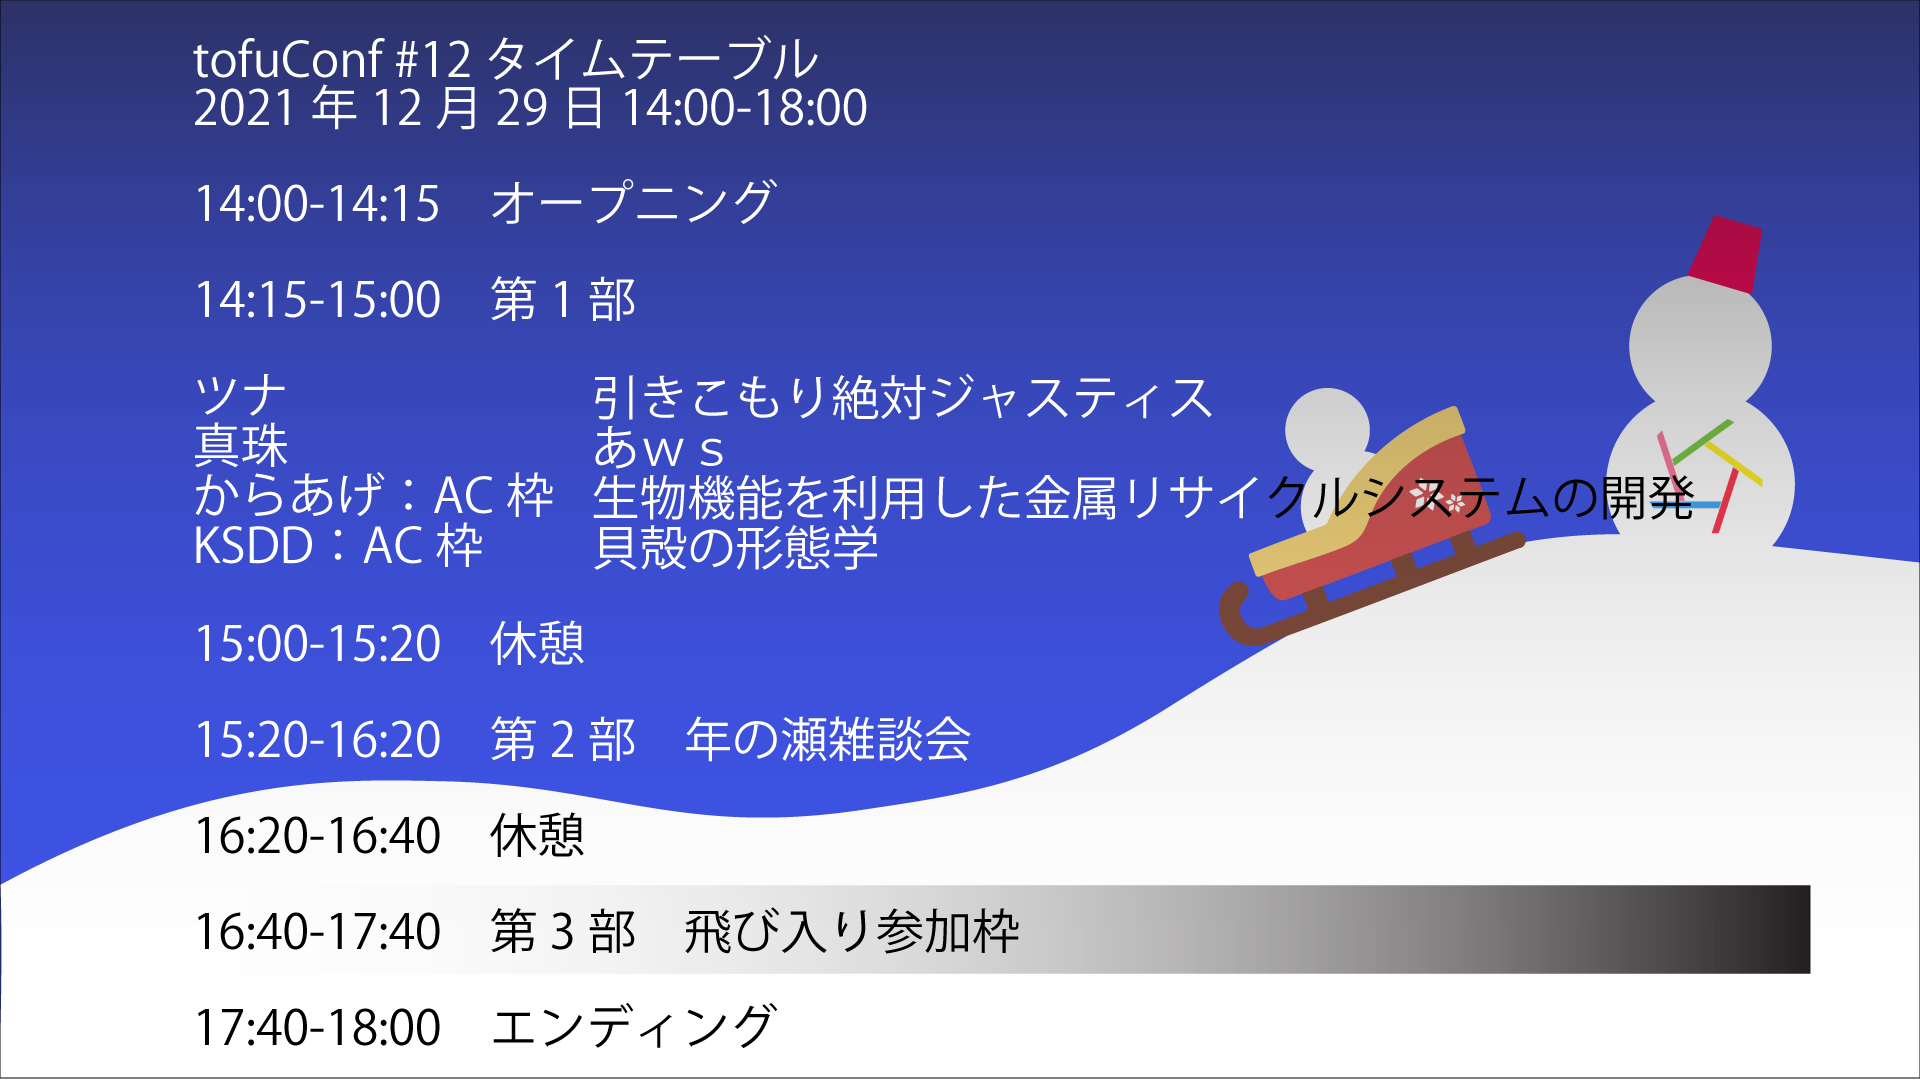 tofuConf #12 タイムテーブル
2021 年 12 月 29 日 14:00-18:00
14:00-14:15　オープニング
14:15-15:00　第 1 部
ツナ　引きこもり絶対ジャスティス
真珠　あｗｓ
からあげ：AC 枠　生物機能を利用した金属リサイクルシステムの開発
KSDD：AC 枠　貝殻の形態学
15:00-15:20　休憩
15:20-16:20　第 2 部　年の瀬雑談会
16:20-16:40　休憩
16:40-17:40　第 3 部　飛び入り参加枠
17:40-18:00　エンディング